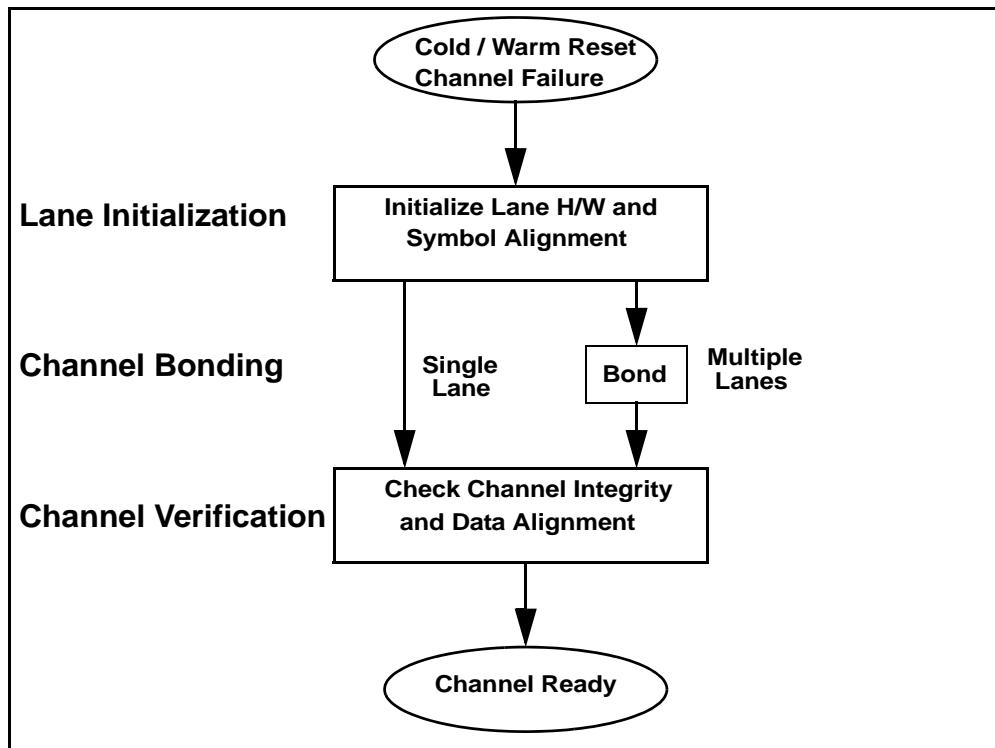 Cold / Warm Reset
Channel Failure
Lane Initialization
Initialize Lane H/W and
Symbol Alignment
Channel Bonding
Single
Lane
Bond
Multiple
Lanes
Channel Verification
Check Channel Integrity
and Data Alignment
Channel Ready